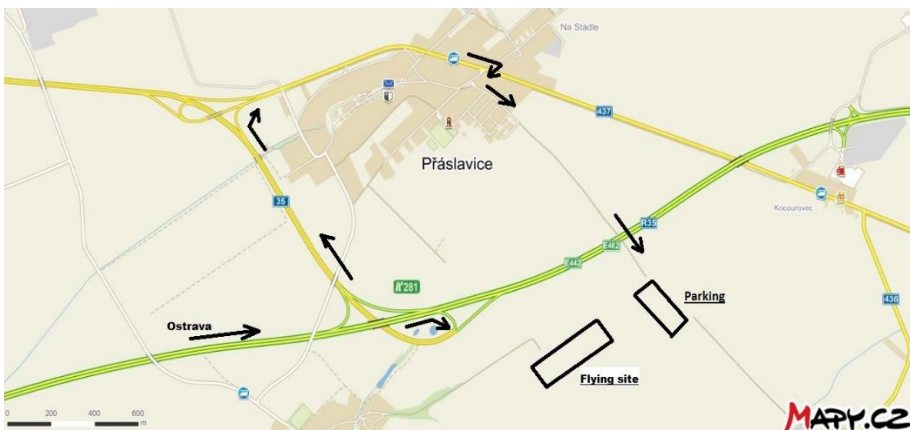 Na Stádle
437
Přáslavice
35
R35
E462
E442
Kocourovec
281
436
Parking
Ostrava
Flying site
0 200 400 600
m
MAPY.CZ